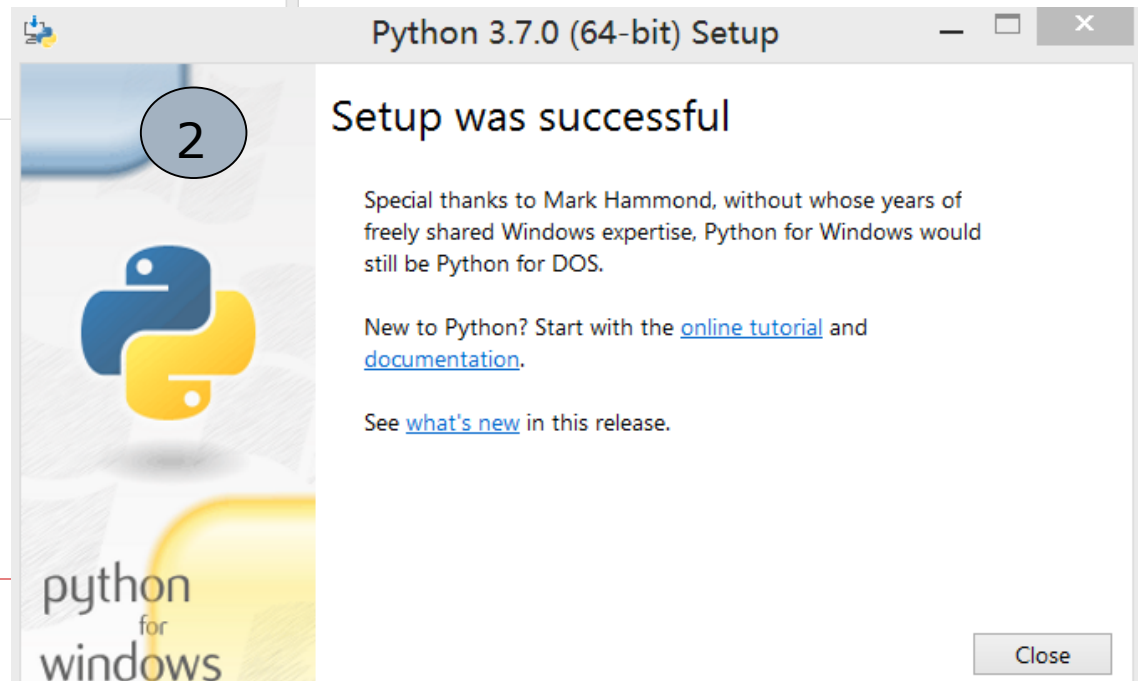 Python 3.7.0 (64-bit) Setup
2
Setup was successful
Special thanks to Mark Hammond, without whose years of
freely shared Windows expertise, Python for Windows would
still be Python for DOS.
New to Python? Start with the online tutorial and
documentation.
See what's new in this release.
python
for
windows
Close